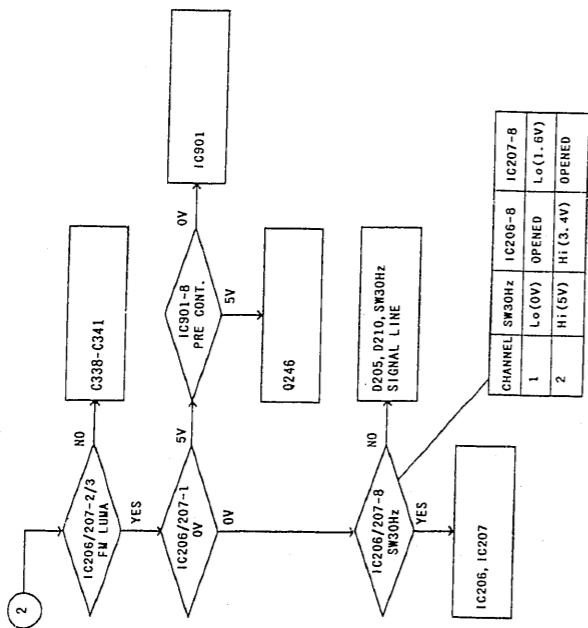 2
IC206/207-2/3
FM LUMA
NO
C338-C341
YES
IC206/207-1
0V
5V
IC901-8
PRE CONT.
0V
IC901
5V
Q246
0V
IC206/207-8
SW30Hz
NO
D205, D210, SW30Hz
SIGNAL LINE
YES
IC206, IC207
CHANNEL SW30Hz IC206-8 IC207-8
1 Lo(0V) OPENED Lo(1.6V)
2 Hi(5V) Hi(3.4V) OPENED